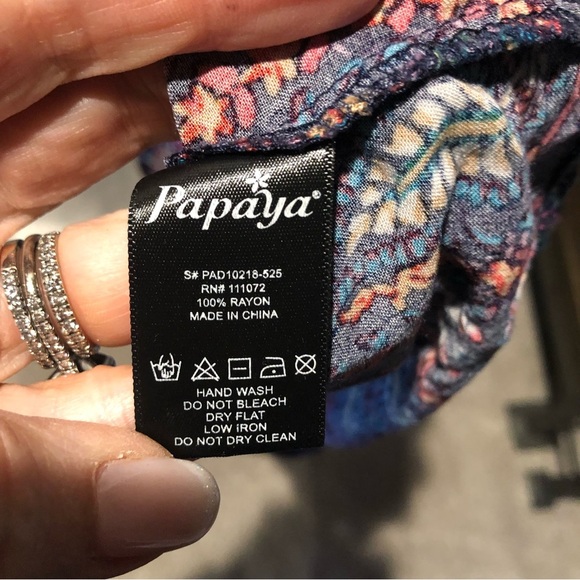 Papaya®
S# PAD10218-525
RN# 111072
100% RAYON
MADE IN CHINA
HAND WASH
DO NOT BLEACH
DRY FLAT
LOW IRON
DO NOT DRY CLEAN